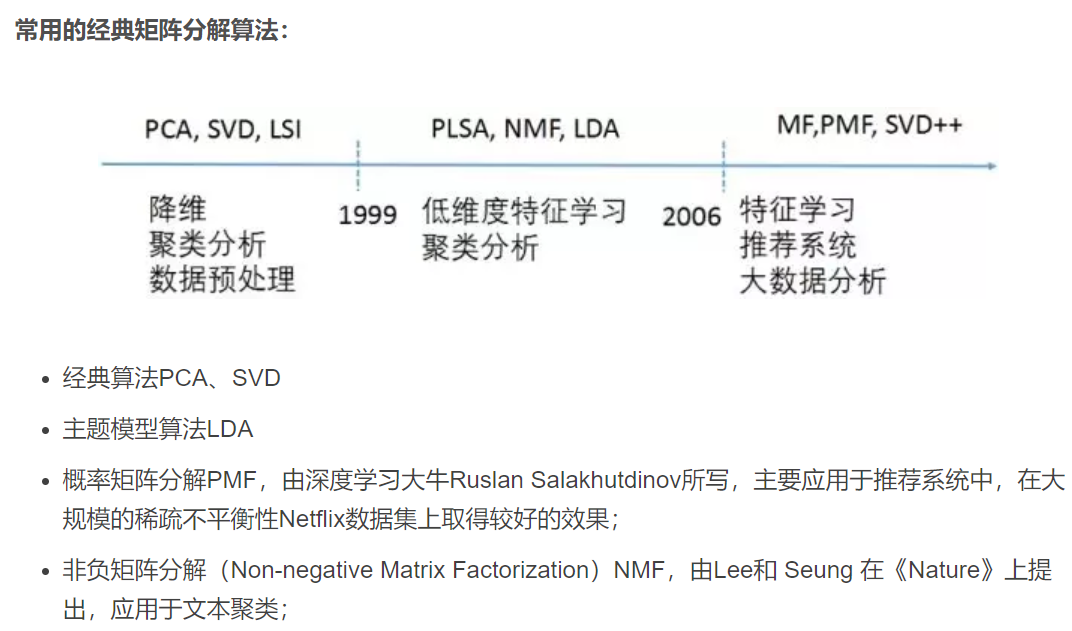 常用的经典矩阵分解算法：
PCA, SVD, LSI
PLSA, NMF, LDA
MF,PMF, SVD++
降维
聚类分析
数据预处理
1999
低维度特征学习
聚类分析
2006
特征学习
推荐系统
大数据分析
经典算法PCA、SVD
主题模型算法LDA
概率矩阵分解PMF，由深度学习大牛Ruslan Salakhutdinov所写，主要应用于推荐系统中，在大
规模的稀疏不平衡性Netflix数据集上取得较好的效果；
非负矩阵分解（Non-negative Matrix Factorization）NMF，由Lee和 Seung 在《Nature》上提
出，应用于文本聚类；